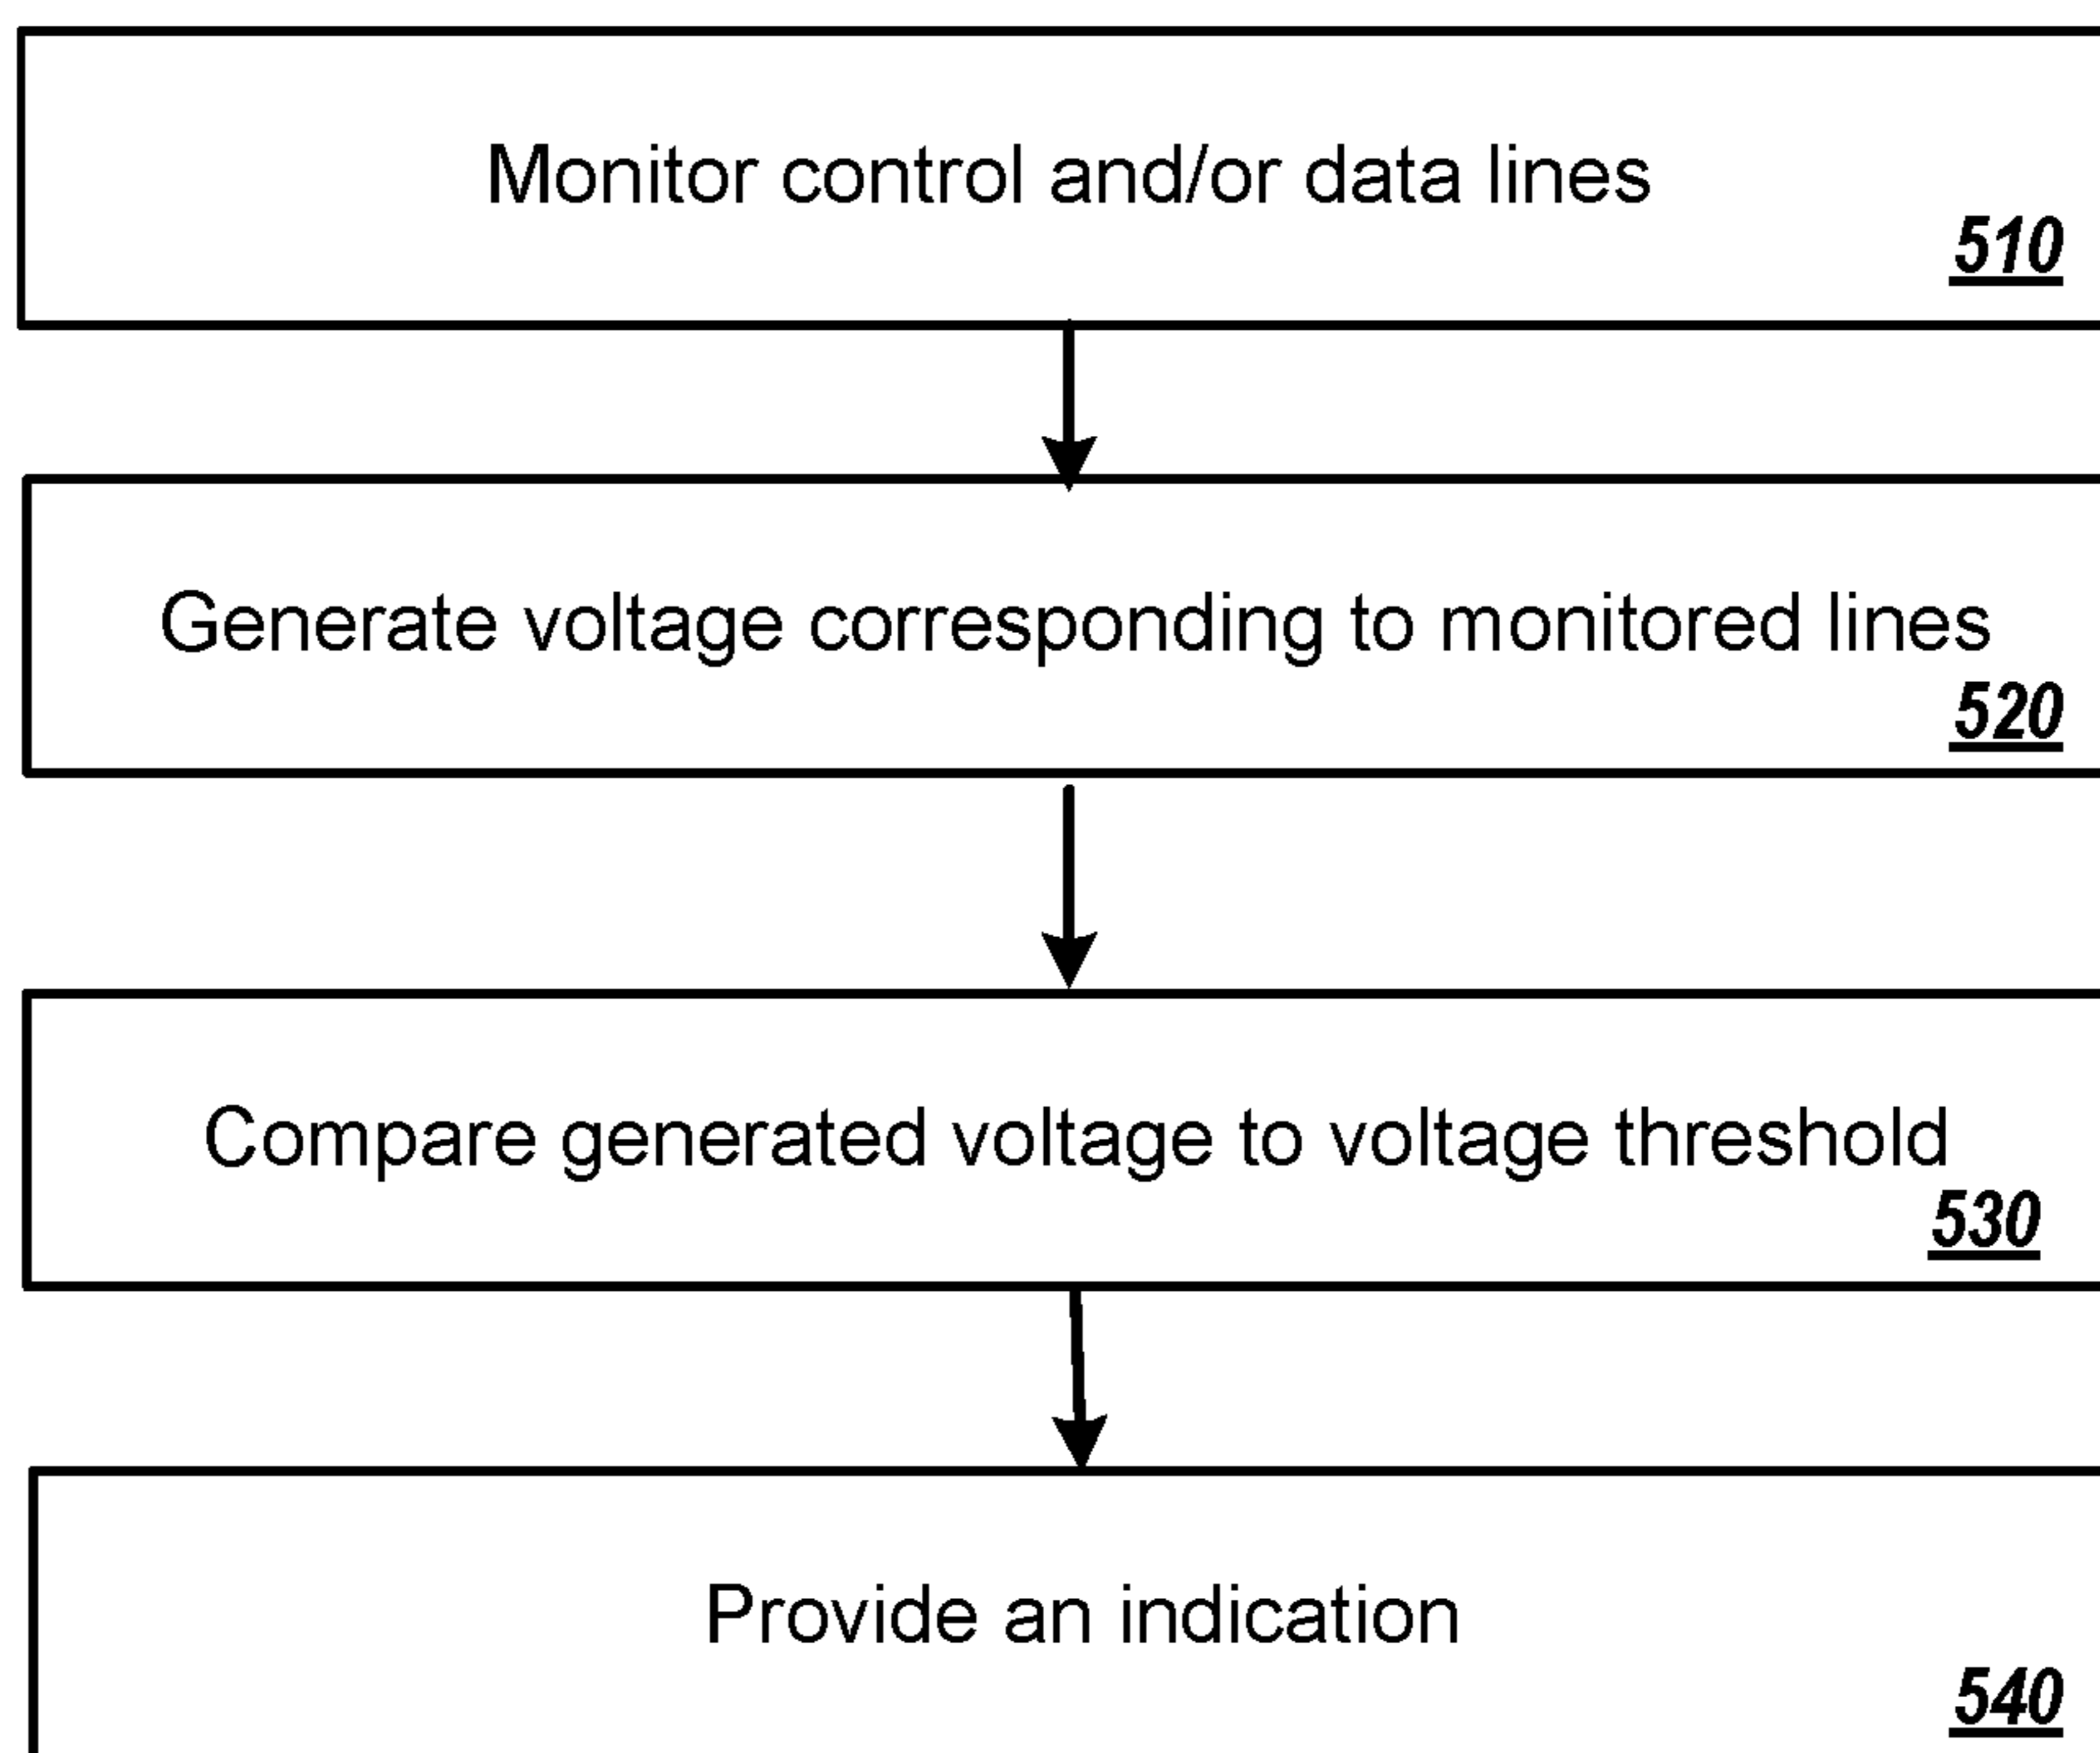 Monitor control and/or data lines
510
Generate voltage corresponding to monitored lines
520
Compare generated voltage to voltage threshold
530
Provide an indication
540